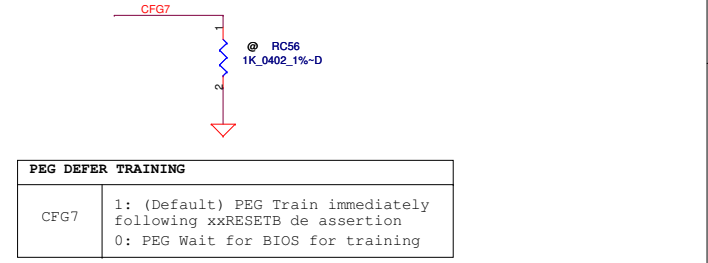 CFG7
1
@ RC56
1K_0402_1%~D
2
PEG DEFER TRAINING
CFG7
1: (Default) PEG Train immediately
following xxRESETB de assertion
0: PEG Wait for BIOS for training